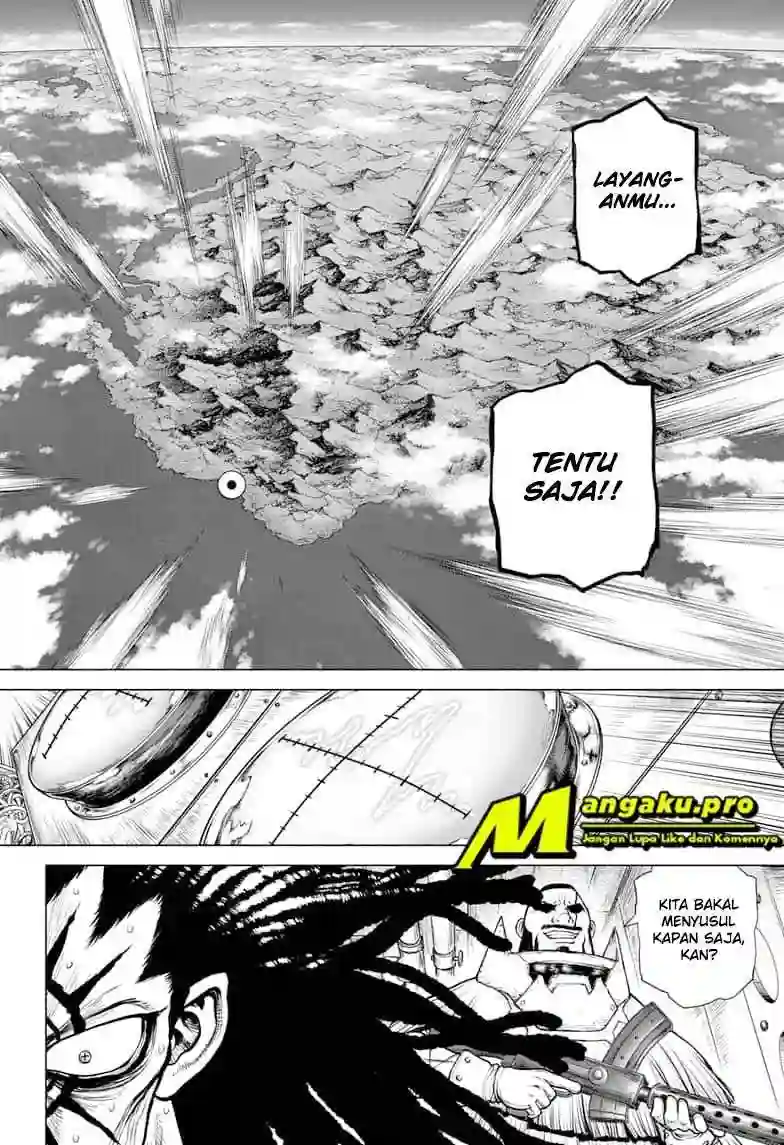 LAYANG-
ANMU...
TENTU
SAJA!!
Mangaku.pro
Jangan Lupa Like dan Komennya
KITA BAKAL
MENYUSUL
KAPAN SAJA,
KAN?